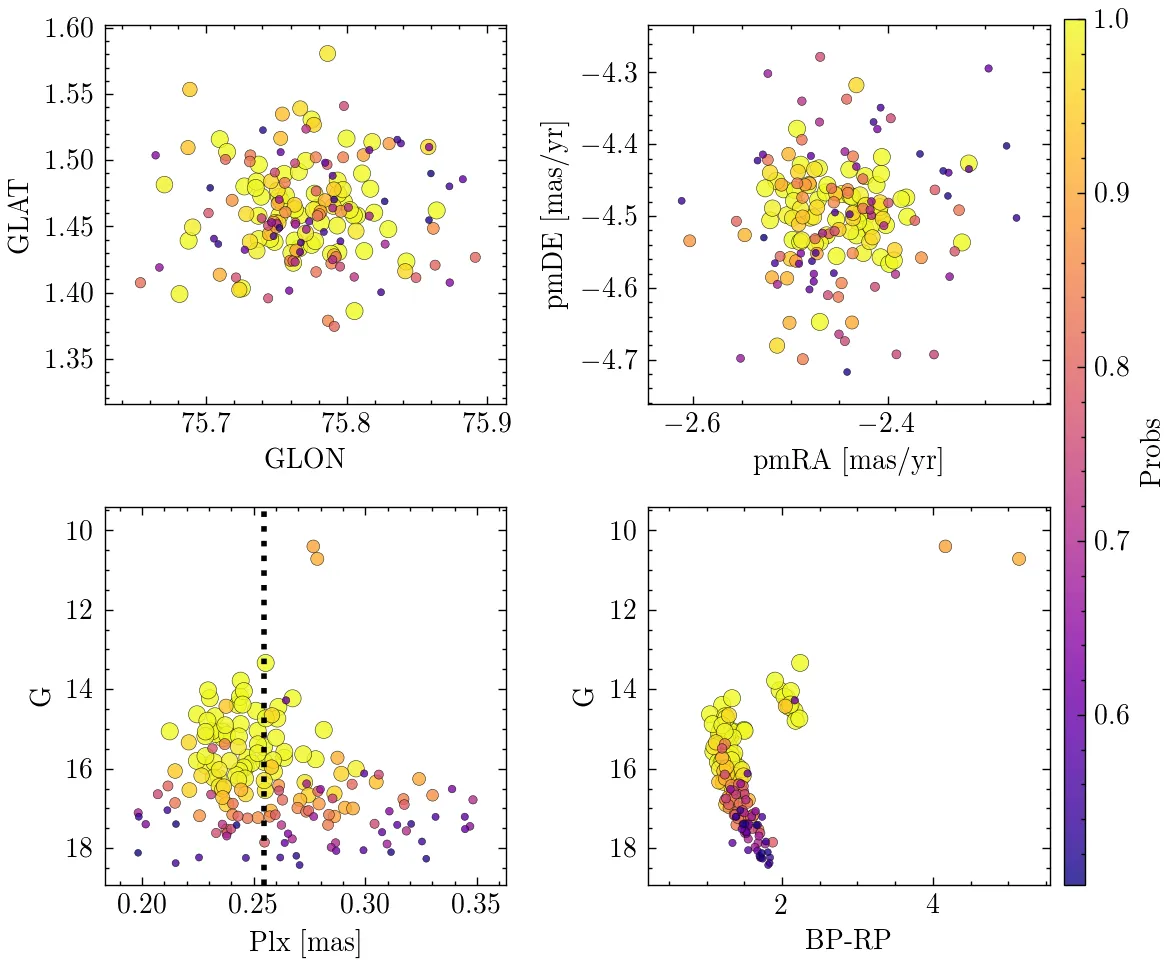 1.60
1.55
1.50
1.45
1.40
1.35
GLAT
75.7 75.8 75.9
GLON
−4.3
−4.4
−4.5
−4.6
−4.7
pmDE [mas/yr]
−2.6 −2.4
pmRA [mas/yr]
1.0
0.9
0.8
0.7
0.6
Probs
10
12
14
16
18
G
0.20 0.25 0.30 0.35
Plx [mas]
10
12
14
16
18
G
2 4
BP-RP